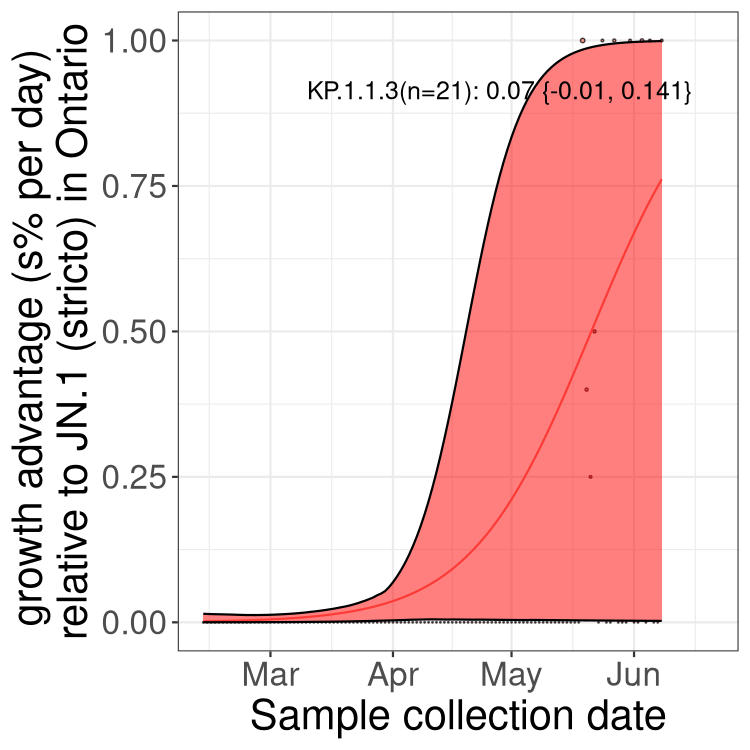 growth advantage (s% per day)
relative to JN.1 (stricto) in Ontario
1.00
0.75
0.50
0.25
0.00
KP.1.1.3(n=21): 0.07 {-0.01, 0.141}
Mar Apr May Jun
Sample collection date